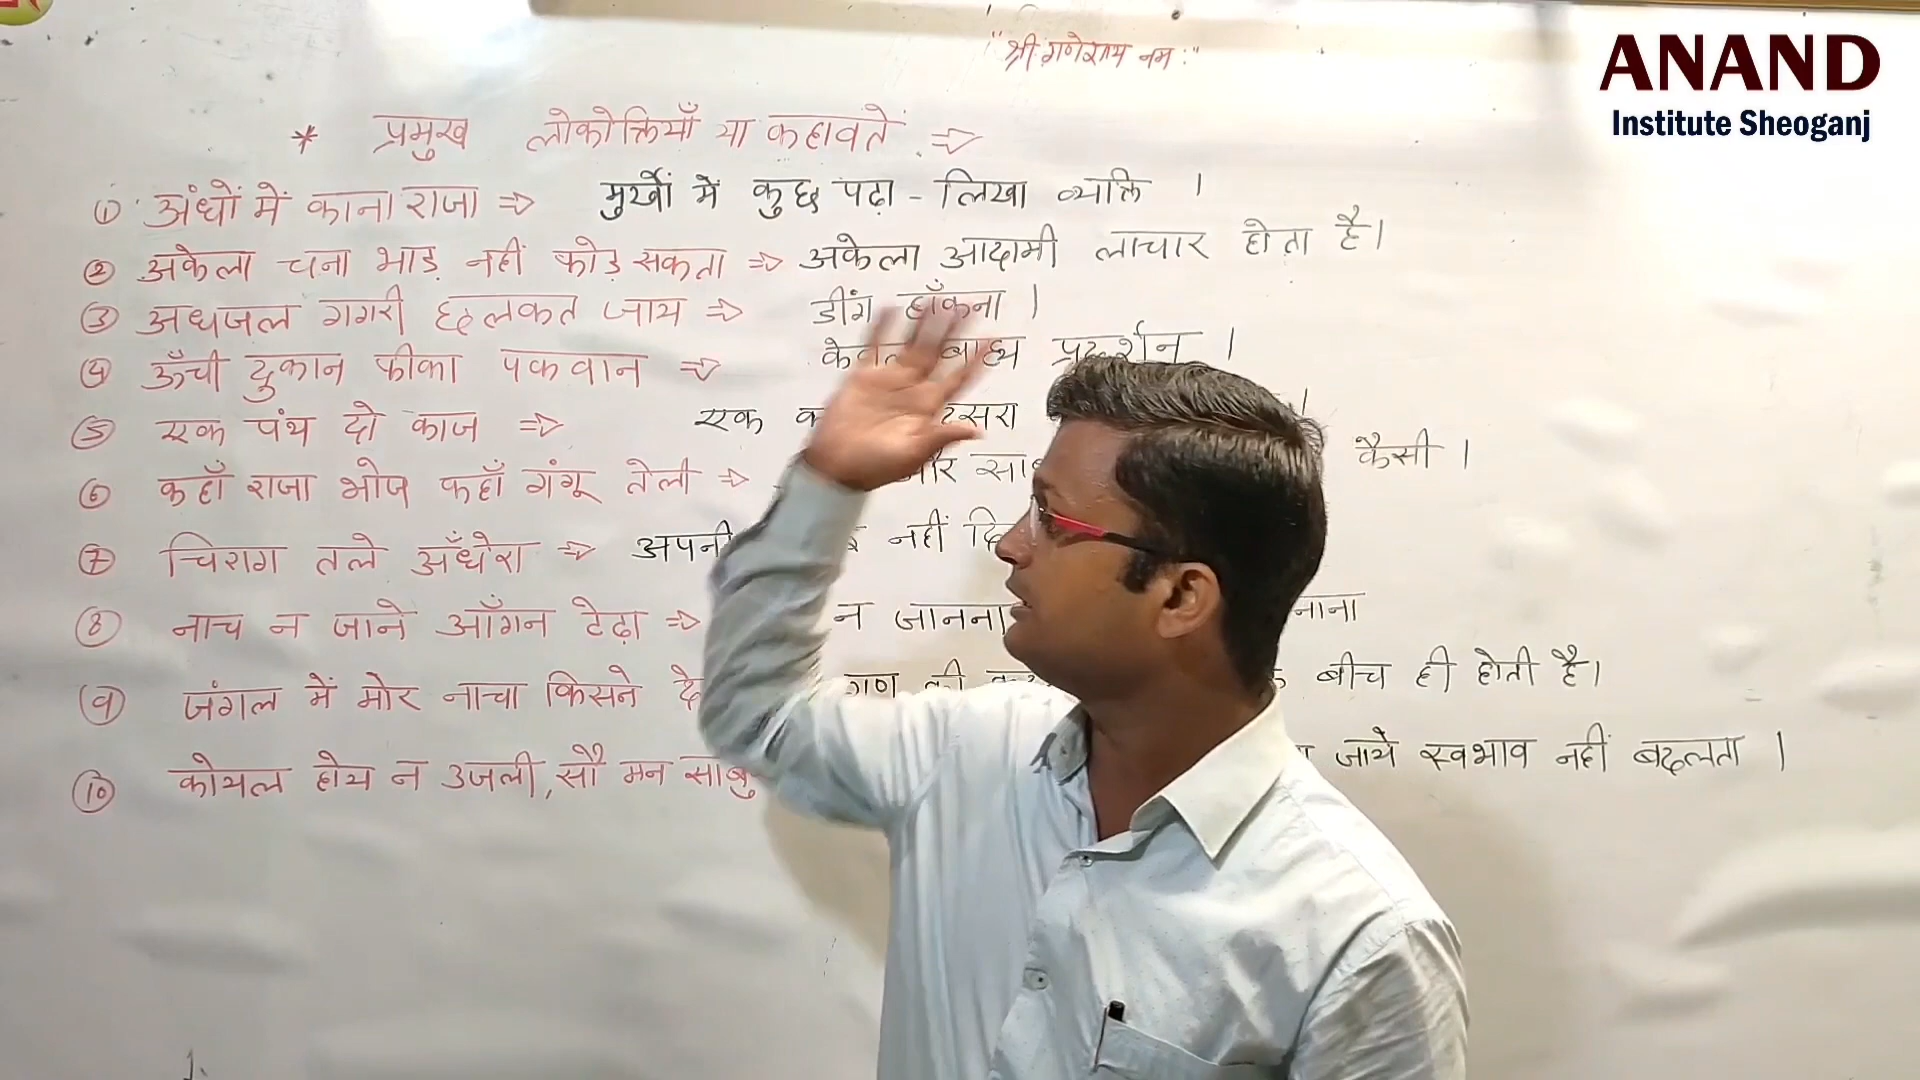 "श्री गणेशाय नमः"
ANAND
Institute Sheoganj
* प्रमुख लोकोक्तियाँ या कहावतें ⇒
① अंधों में काना राजा ⇒ मुर्खों में कुछ पढ़ा - लिखा व्यक्ति ।
② अकेला चना भाड़ नहीं फोड़ सकता ⇒ अकेला आदामी लाचार होता है।
③ अधजल गगरी छलकत जाय ⇒ डींग हाँकना ।
④ ऊँची दुकान फीका पकवान ⇒ केवल बाह्य प्रदर्शन ।
⑤ एक पंथ दो काज ⇒ एक दूसरा ।
⑥ कहाँ राजा भोज कहाँ गंगू तेली ⇒ कैसी ।
⑦ चिराग तले अँधेरा ⇒ अपनी नहीं
⑧ नाच न जाने आँगन टेढ़ा ⇒ न जानना
⑨ जंगल में मोर नाचा किसने की बीच ही होती है।
⑩ कोयल होय न उजली, सौ मन जाये स्वभाव नहीं बदलता ।